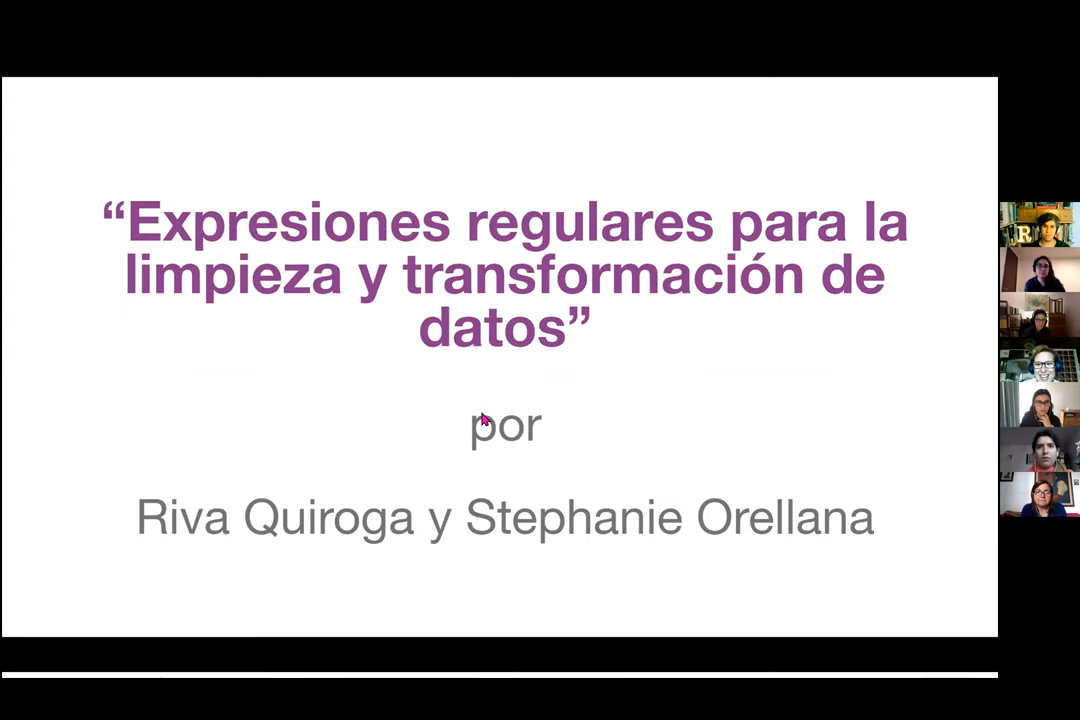 “Expresiones regulares para la
limpieza y transformación de
datos”
por
Riva Quiroga y Stephanie Orellana
R